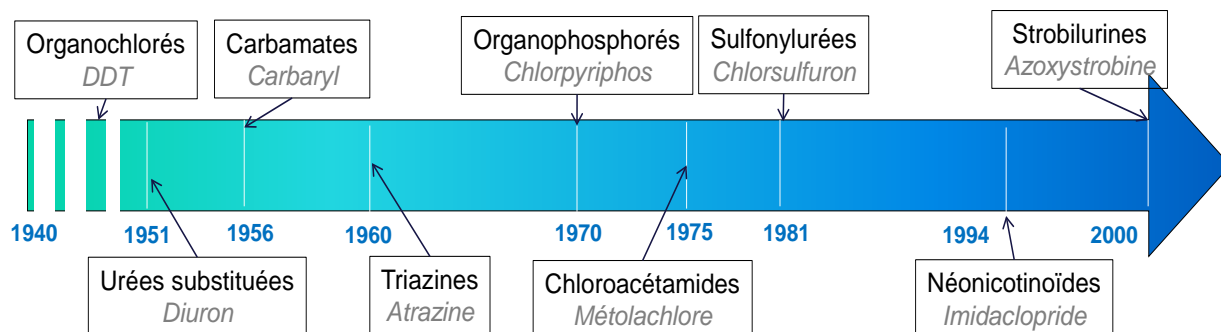 Organochlorés
DDT
Carbamates
Carbaryl
Organophosphorés
Chlorpyriphos
Sulfonylurées
Chlorsulfuron
Strobilurines
Azoxystrobine
1940
1951
1956
1960
1970
1975
1981
1994
2000
Urées substituées
Diuron
Triazines
Atrazine
Chloroacétamides
Métolachlore
Néonicotinoïdes
Imidaclopride